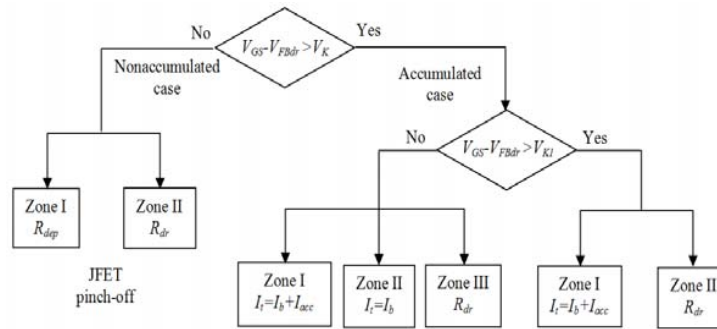 No
V_GS-V_FBdr>V_K
Yes
Nonaccumulated
case
Accumulated
case
No
V_GS-V_FBdr>V_K1
Yes
Zone I
R_dep
Zone II
R_dr
JFET
pinch-off
Zone I
I_t=I_b+I_acc
Zone II
I_t=I_b
Zone III
R_dr
Zone I
I_t=I_b+I_acc
Zone II
R_dr